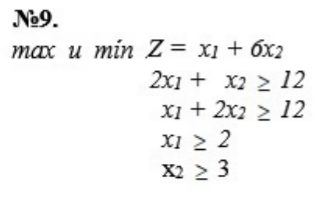 №9.
max и min Z = x1 + 6x2
2x1 + x2 ≥ 12
x1 + 2x2 ≥ 12
x1 ≥ 2
x2 ≥ 3